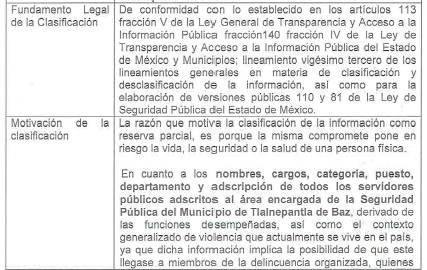 Fundamento Legal de la Clasificación
De conformidad con lo establecido en los artículos 113
fracción V de la Ley General de Transparencia y Acceso a la
Información Pública fracción140 fracción IV de la Ley de
Transparencia y Acceso a la Información Pública del Estado
de México y Municipios; lineamiento vigésimo tercero de los
lineamientos generales en materia de clasificación y
desclasificación de la información, así como para la
elaboración de versiones públicas 110 y 81 de la Ley de
Seguridad Pública del Estado de México.
Motivación de la clasificación
La razón que motiva la clasificación de la información como
reserva parcial, es porque la misma compromete pone en
riesgo la vida, la seguridad o la salud de una persona física.
En cuanto a los nombres, cargos, categoría, puesto,
departamento y adscripción de todos los servidores
públicos adscritos al área encargada de la Seguridad
Pública del Municipio de Tlalnepantla de Baz, derivado de
las funciones desempeñadas, así como el contexto
generalizado de violencia que actualmente se vive en el país,
ya que dicha información implica la posibilidad de que este
llegase a miembros de la delincuencia organizada, quienes